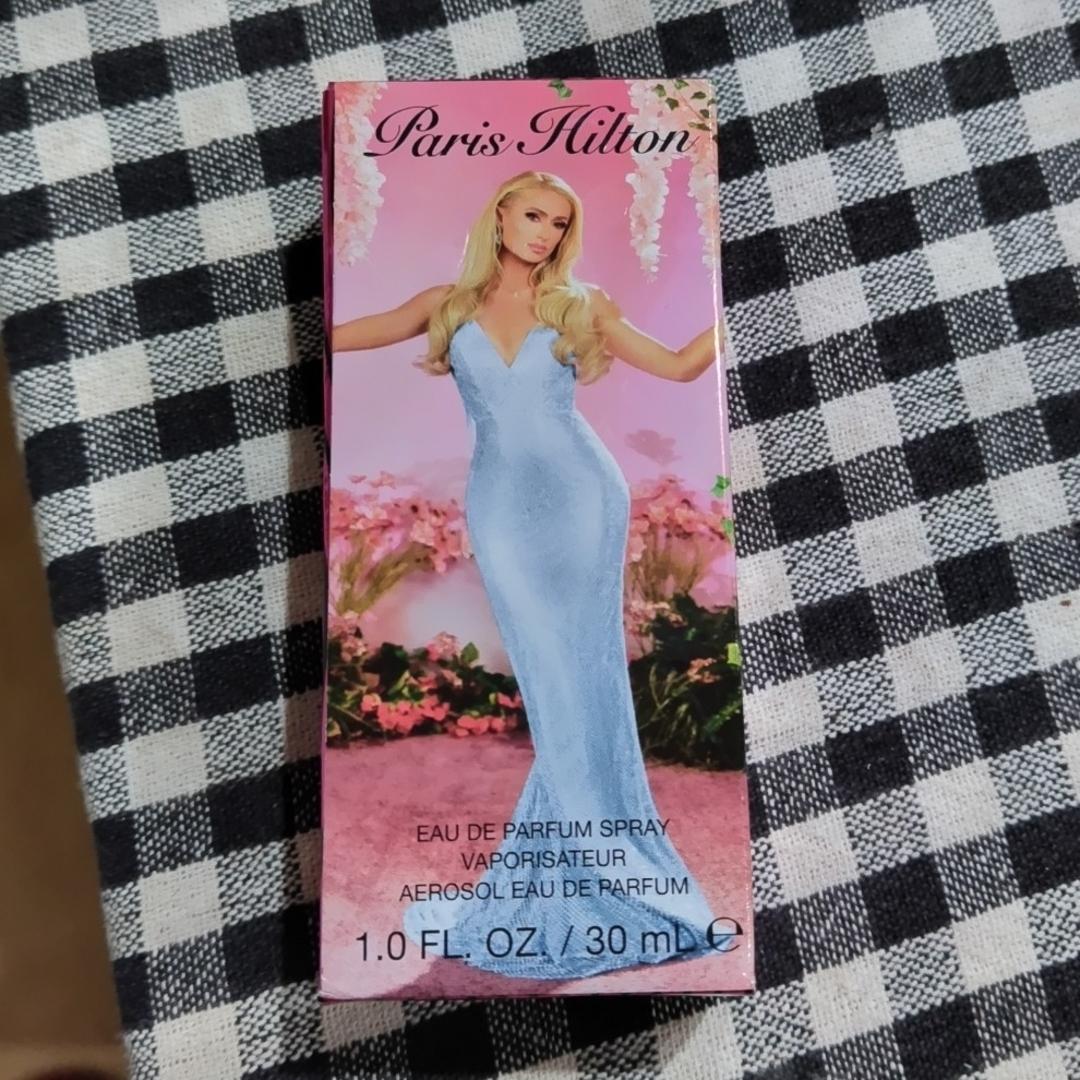 Paris Hilton
EAU DE PARFUM SPRAY
VAPORISATEUR
AEROSOL EAU DE PARFUM
1.0 FL. OZ. / 30 mL ℮